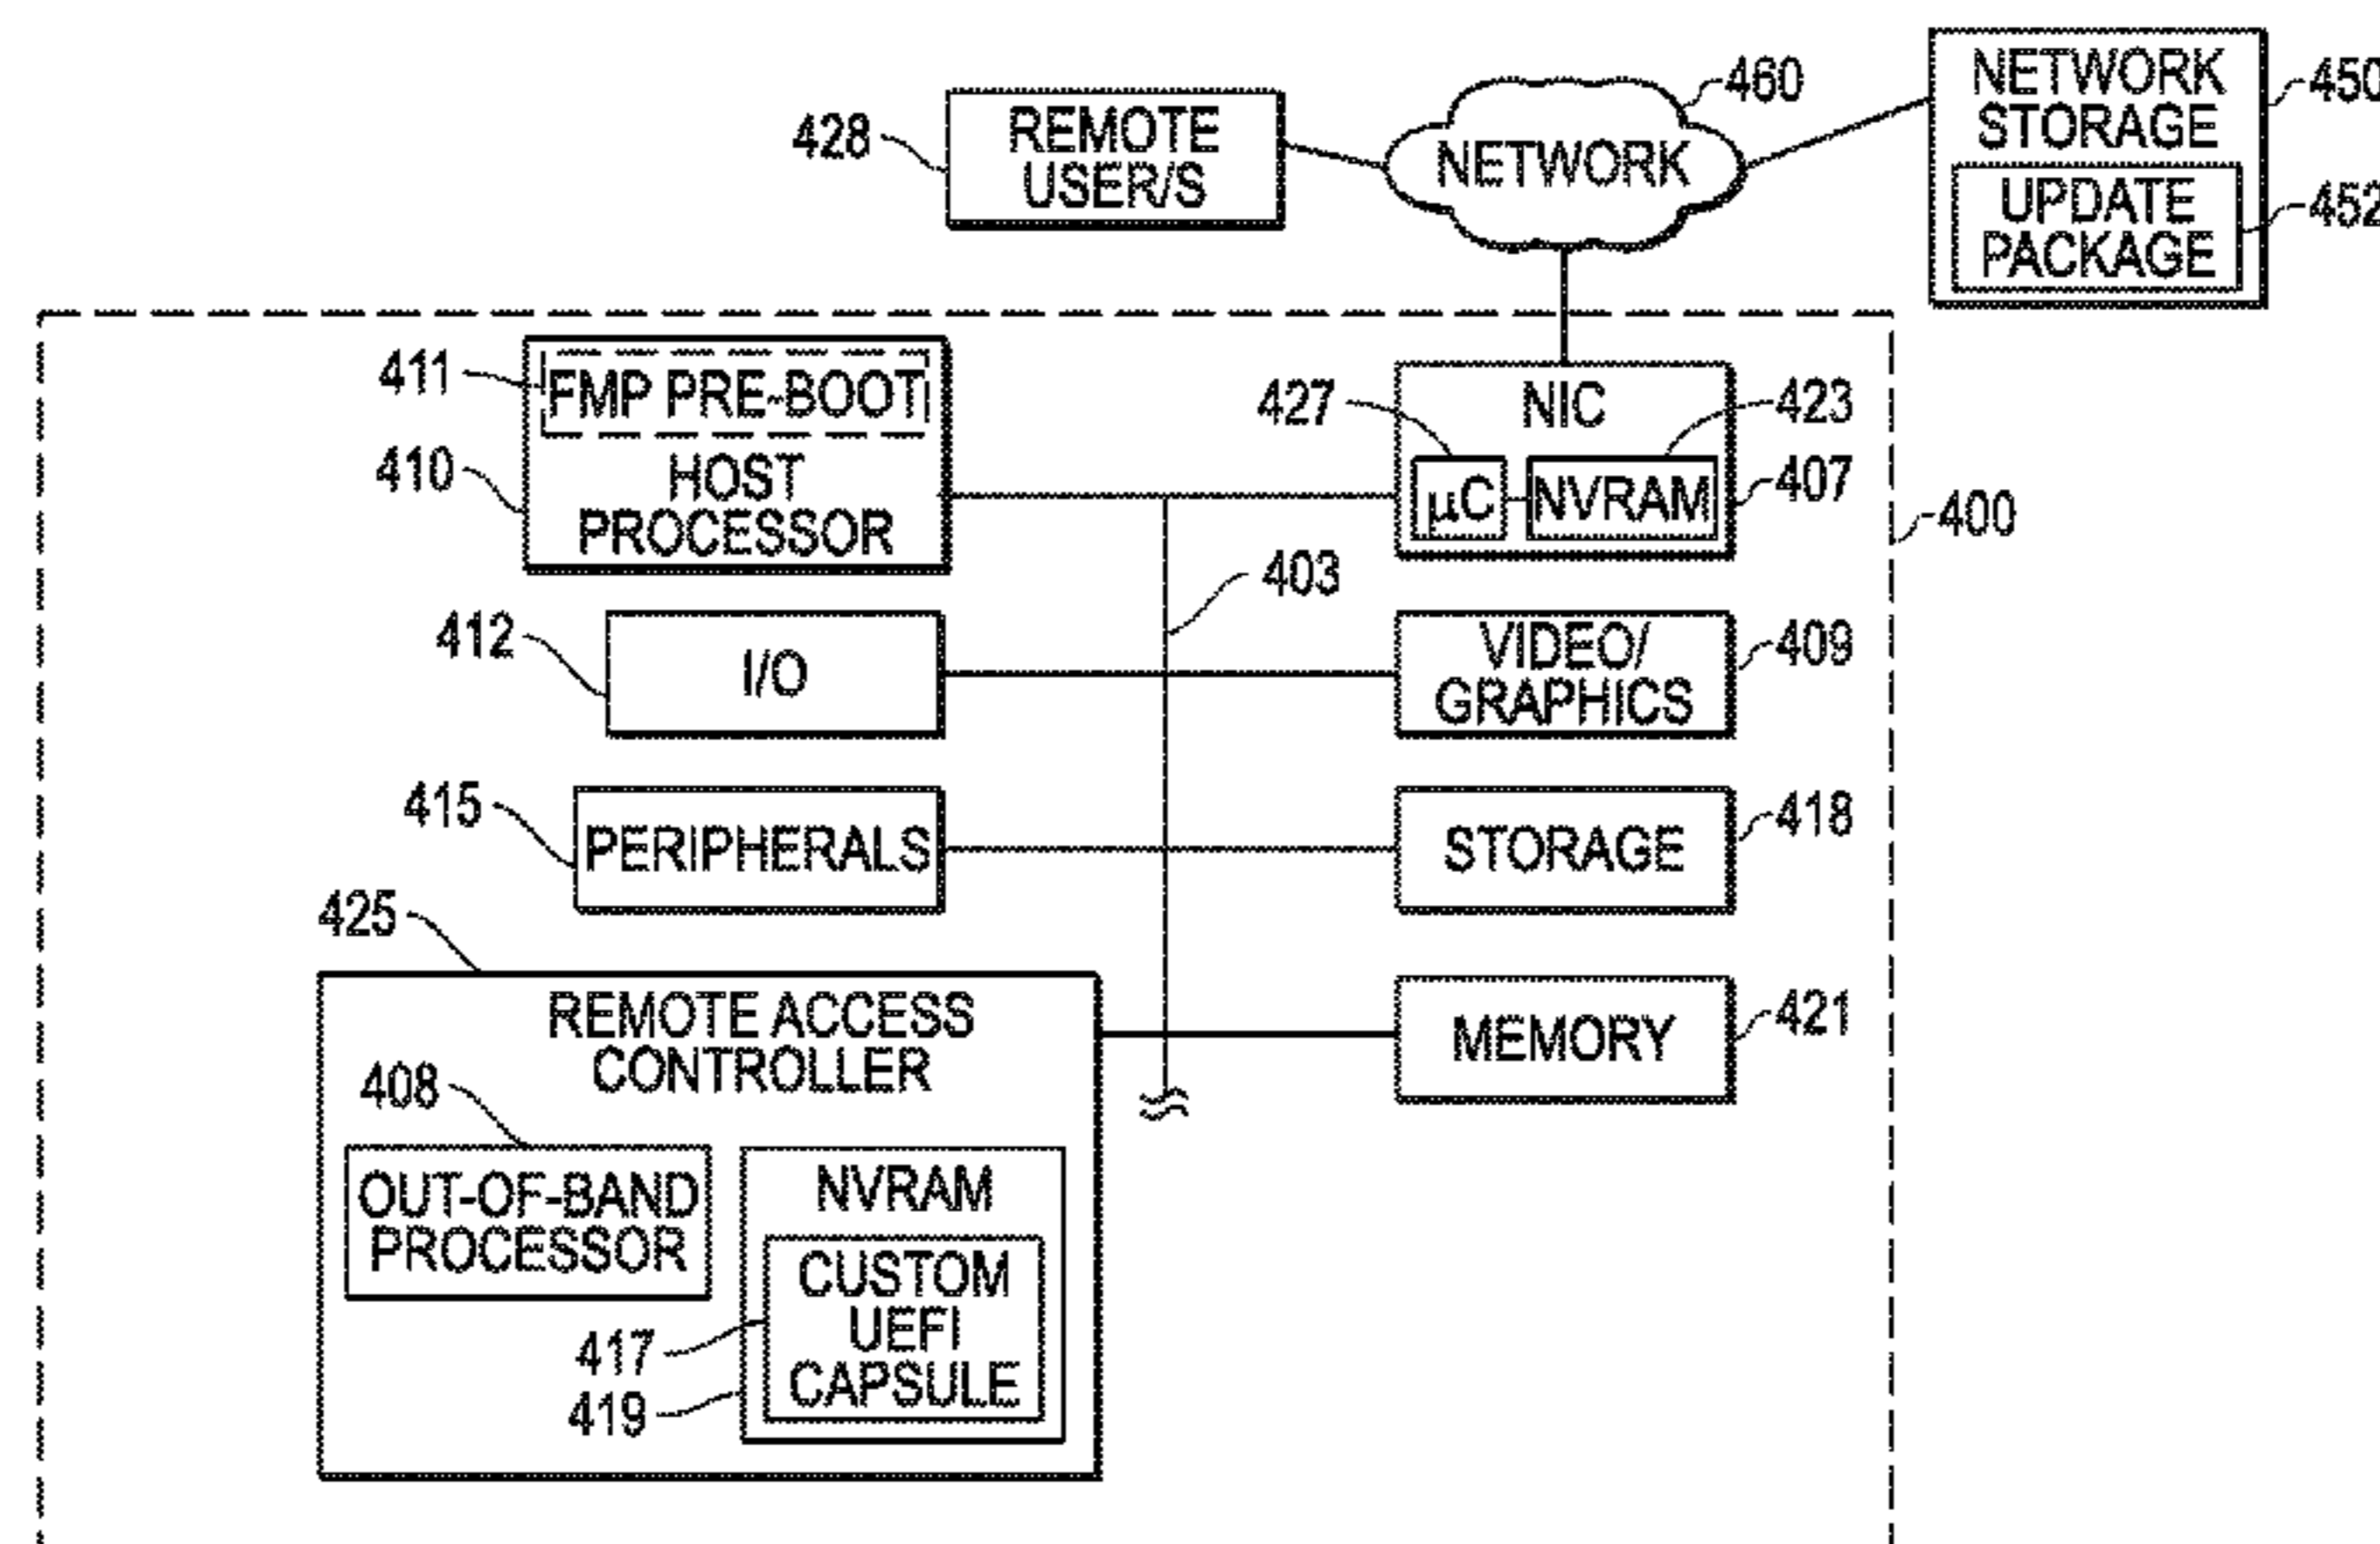 460
NETWORK
STORAGE
450
428
REMOTE
USER/S
NETWORK
UPDATE
PACKAGE
452
411
FMP PRE-BOOT
410
HOST
PROCESSOR
427
NIC
423
µC
NVRAM
407
400
403
412
I/O
VIDEO/
GRAPHICS
409
415
PERIPHERALS
STORAGE
418
425
REMOTE ACCESS
CONTROLLER
MEMORY
421
408
OUT-OF-BAND
PROCESSOR
NVRAM
CUSTOM
UEFI
CAPSULE
417
419